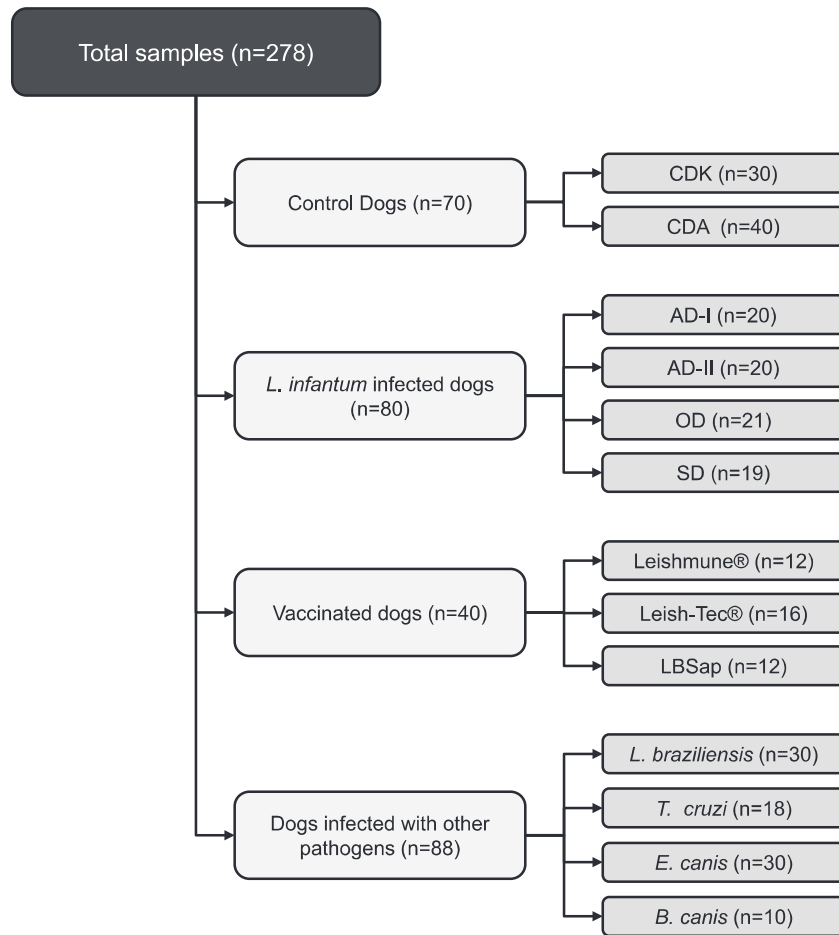 Total samples (n=278)
Control Dogs (n=70)
CDK (n=30)
CDA (n=40)
L. infantum infected dogs
(n=80)
AD-I (n=20)
AD-II (n=20)
OD (n=21)
SD (n=19)
Vaccinated dogs (n=40)
Leishmune® (n=12)
Leish-Tec® (n=16)
LBSap (n=12)
Dogs infected with other
pathogens (n=88)
L. braziliensis (n=30)
T. cruzi (n=18)
E. canis (n=30)
B. canis (n=10)